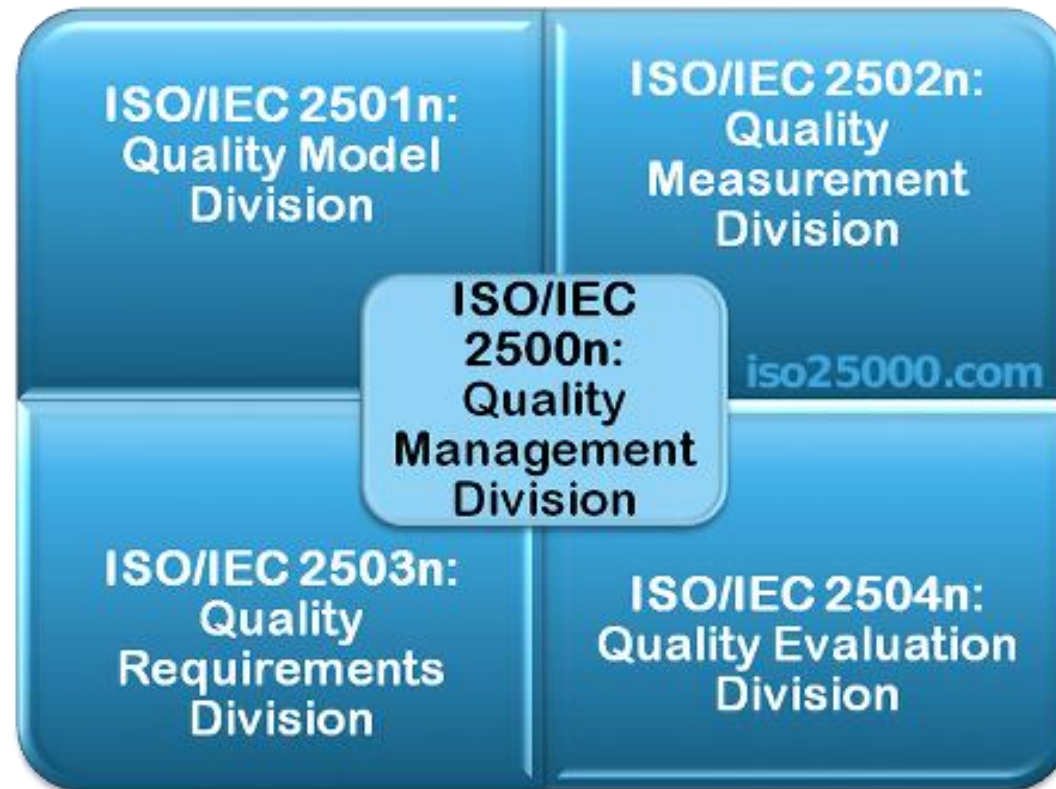 ISO/IEC 2501n:
Quality Model
Division
ISO/IEC 2502n:
Quality
Measurement
Division
ISO/IEC
2500n:
Quality
Management
Division
iso25000.com
ISO/IEC 2503n:
Quality
Requirements
Division
ISO/IEC 2504n:
Quality Evaluation
Division